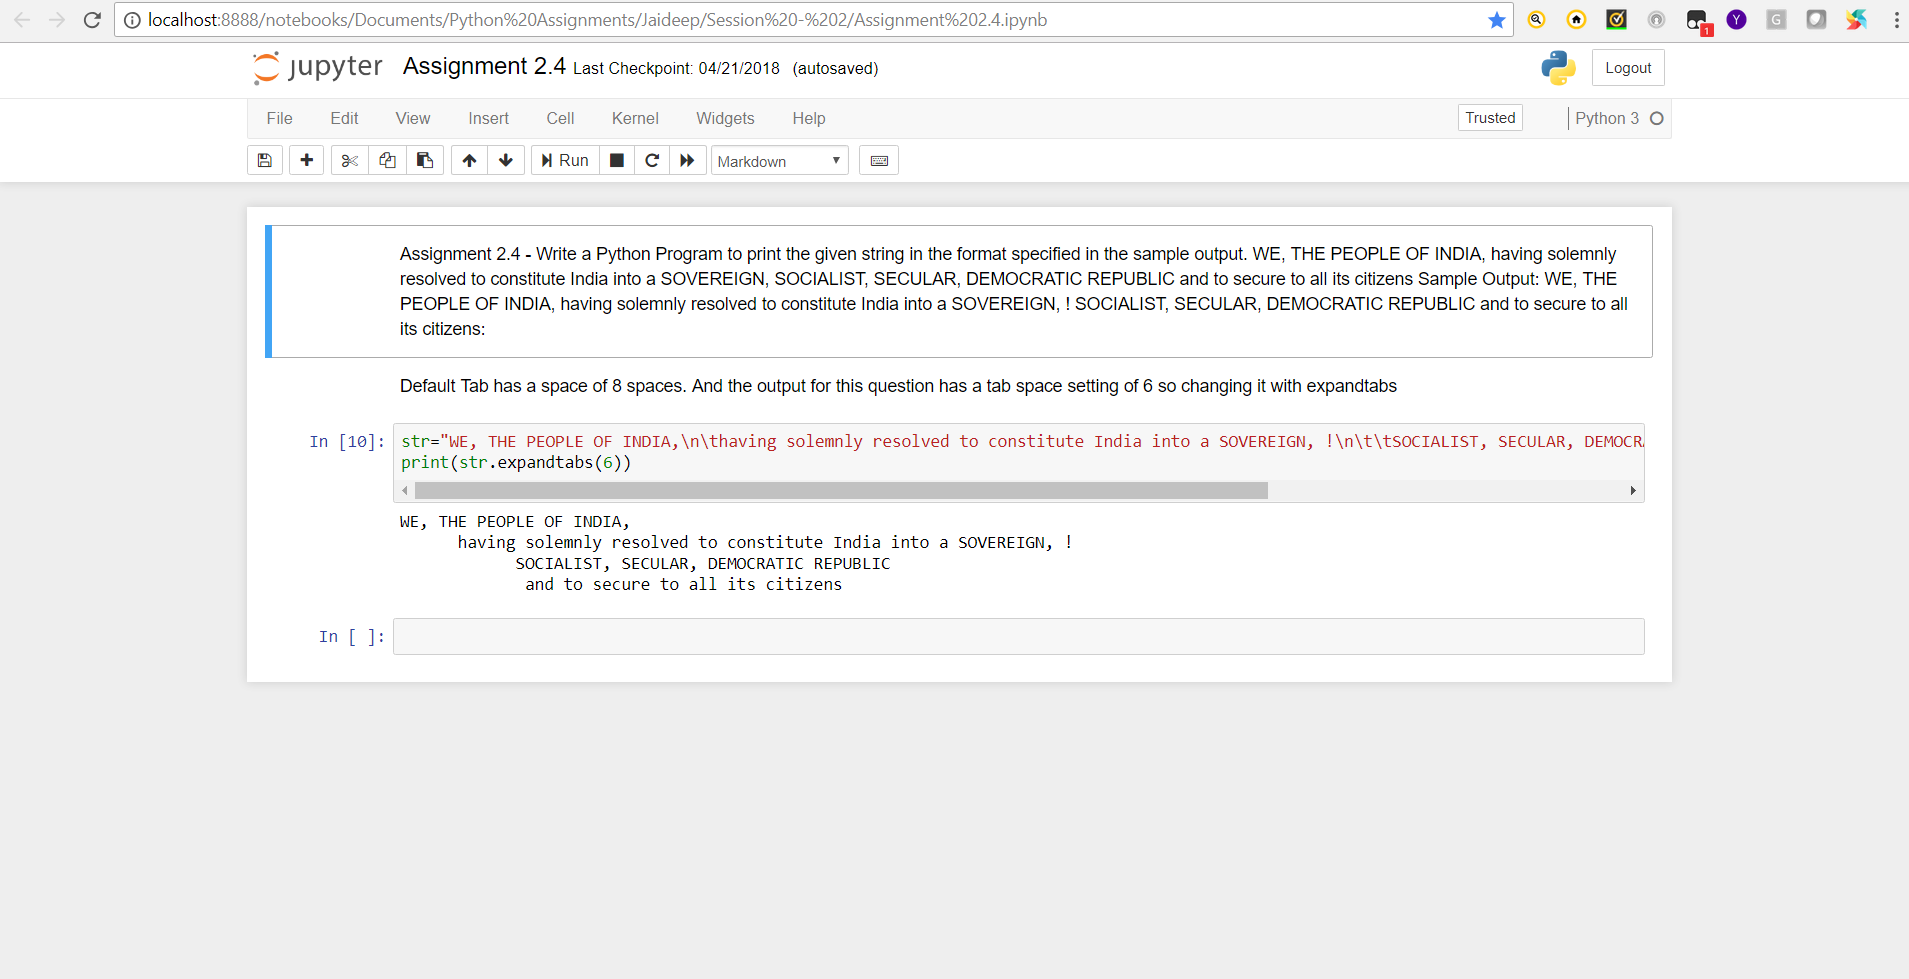 localhost:8888/notebooks/Documents/Python%20Assignments/Jaideep/Session%20-%202/Assignment%202.4.ipynb
1 Y G
jupyter Assignment 2.4 Last Checkpoint: 04/21/2018 (autosaved) Logout
File Edit View Insert Cell Kernel Widgets Help Trusted Python 3
Run Markdown
Assignment 2.4 - Write a Python Program to print the given string in the format specified in the sample output. WE, THE PEOPLE OF INDIA, having solemnly
resolved to constitute India into a SOVEREIGN, SOCIALIST, SECULAR, DEMOCRATIC REPUBLIC and to secure to all its citizens Sample Output: WE, THE
PEOPLE OF INDIA, having solemnly resolved to constitute India into a SOVEREIGN, ! SOCIALIST, SECULAR, DEMOCRATIC REPUBLIC and to secure to all
its citizens:
Default Tab has a space of 8 spaces. And the output for this question has a tab space setting of 6 so changing it with expandtabs
In [10]: str="WE, THE PEOPLE OF INDIA,\n\thaving solemnly resolved to constitute India into a SOVEREIGN, !\n\t\tSOCIALIST, SECULAR, DEMOCRA
print(str.expandtabs(6))
WE, THE PEOPLE OF INDIA,
      having solemnly resolved to constitute India into a SOVEREIGN, !
            SOCIALIST, SECULAR, DEMOCRATIC REPUBLIC
             and to secure to all its citizens
In [ ]: